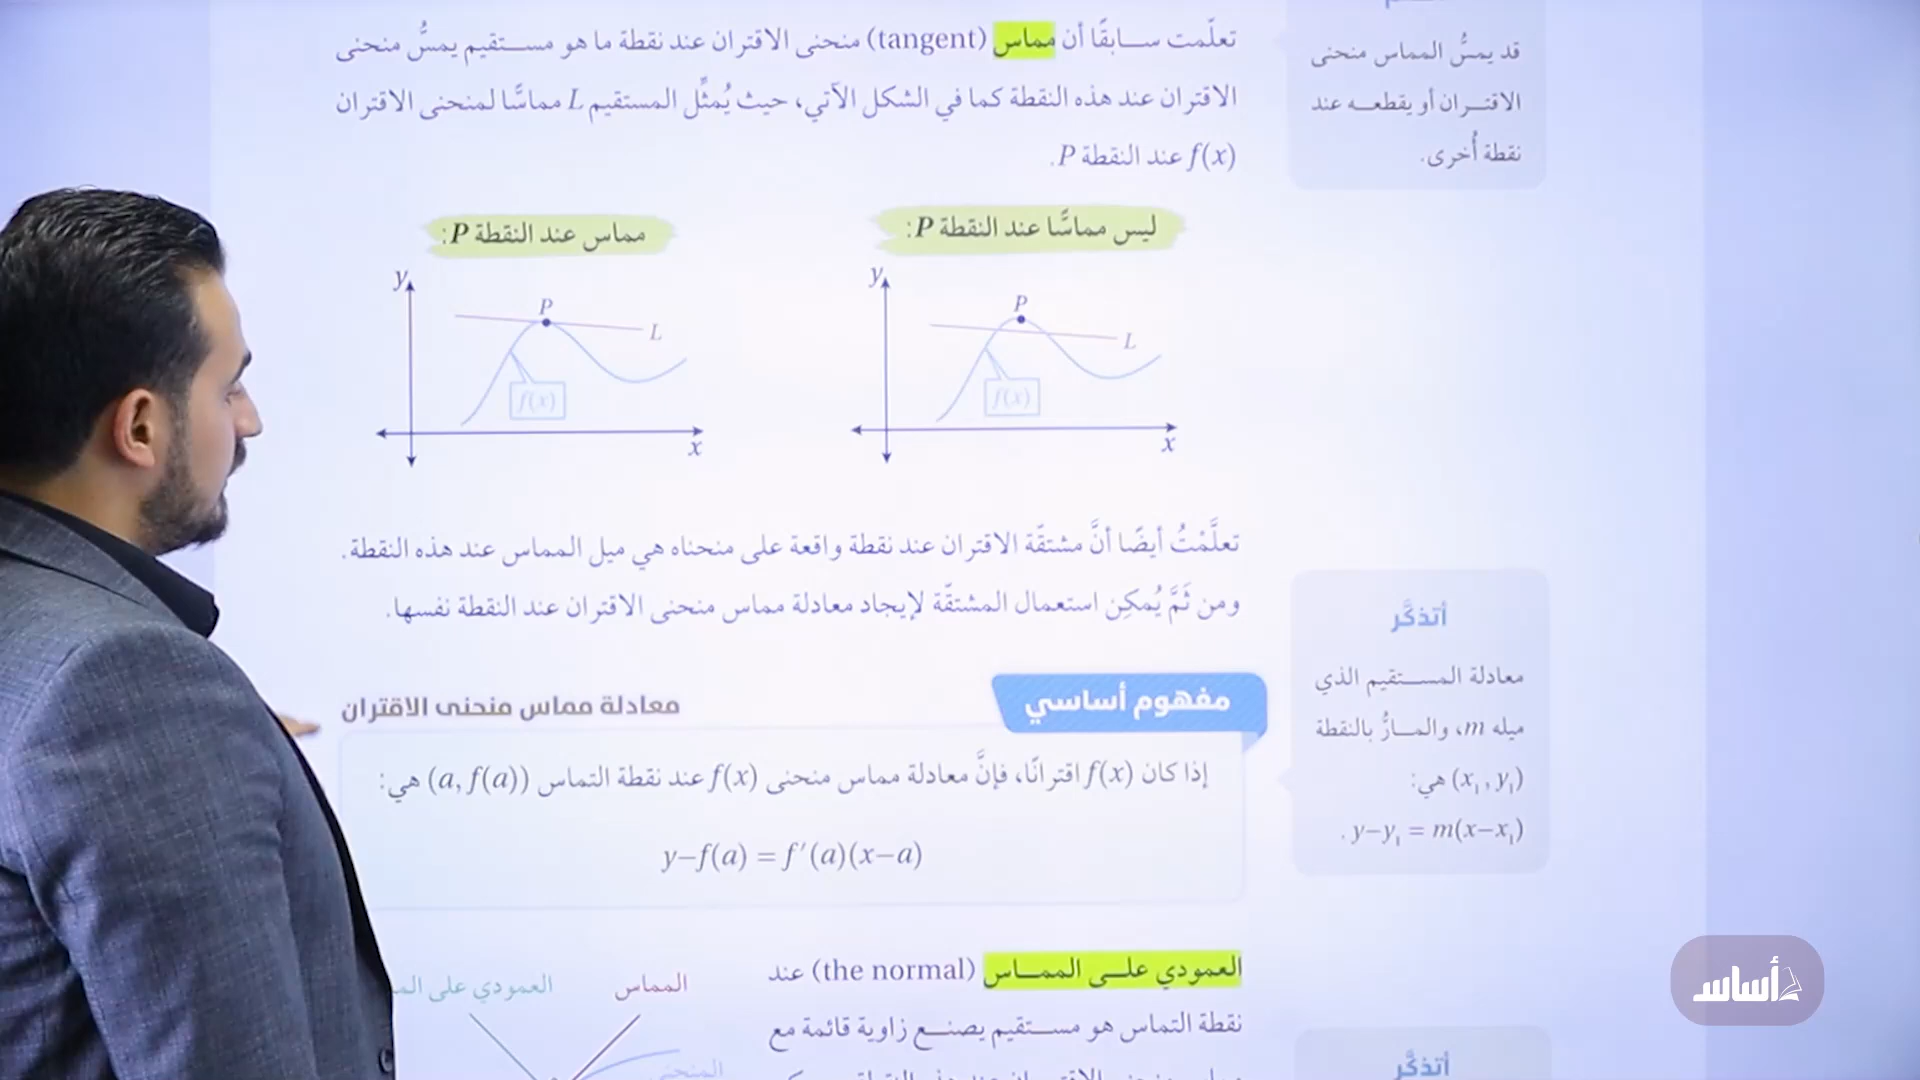 تعلّمت سابقًا أن مماس (tangent) منحنى الاقتران عند نقطة ما هو مستقيم يمسُّ منحنى
الاقتران عند هذه النقطة كما في الشكل الآتي، حيث يُمثِّل المستقيم L مماسًّا لمنحنى الاقتران
f(x) عند النقطة P.
قد يمسُّ المماس منحنى
الاقتران أو يقطعه عند
نقطة أُخرى.
ليس مماسًّا عند النقطة P:
y
P
L
f(x)
x
مماس عند النقطة P:
y
P
L
f(x)
x
تعلَّمْتُ أيضًا أنَّ مشتقّة الاقتران عند نقطة واقعة على منحناه هي ميل المماس عند هذه النقطة.
ومن ثَمَّ يُمكِن استعمال المشتقّة لإيجاد معادلة مماس منحنى الاقتران عند النقطة نفسها.
أتذكَّر
معادلة المستقيم الذي
ميله m، والمارُّ بالنقطة
(x₁, y₁) هي:
y−y₁ = m(x−x₁) .
مفهوم أساسي
معادلة مماس منحنى الاقتران
إذا كان f(x) اقترانًا، فإنَّ معادلة مماس منحنى f(x) عند نقطة التماس (a, f(a)) هي:
y−f(a) = f′(a)(x−a)
العمودي على المماس (the normal) عند
نقطة التماس هو مستقيم يصنع زاوية قائمة مع
المماس
العمودي على
المنحنى
أتذكَّر
أساس